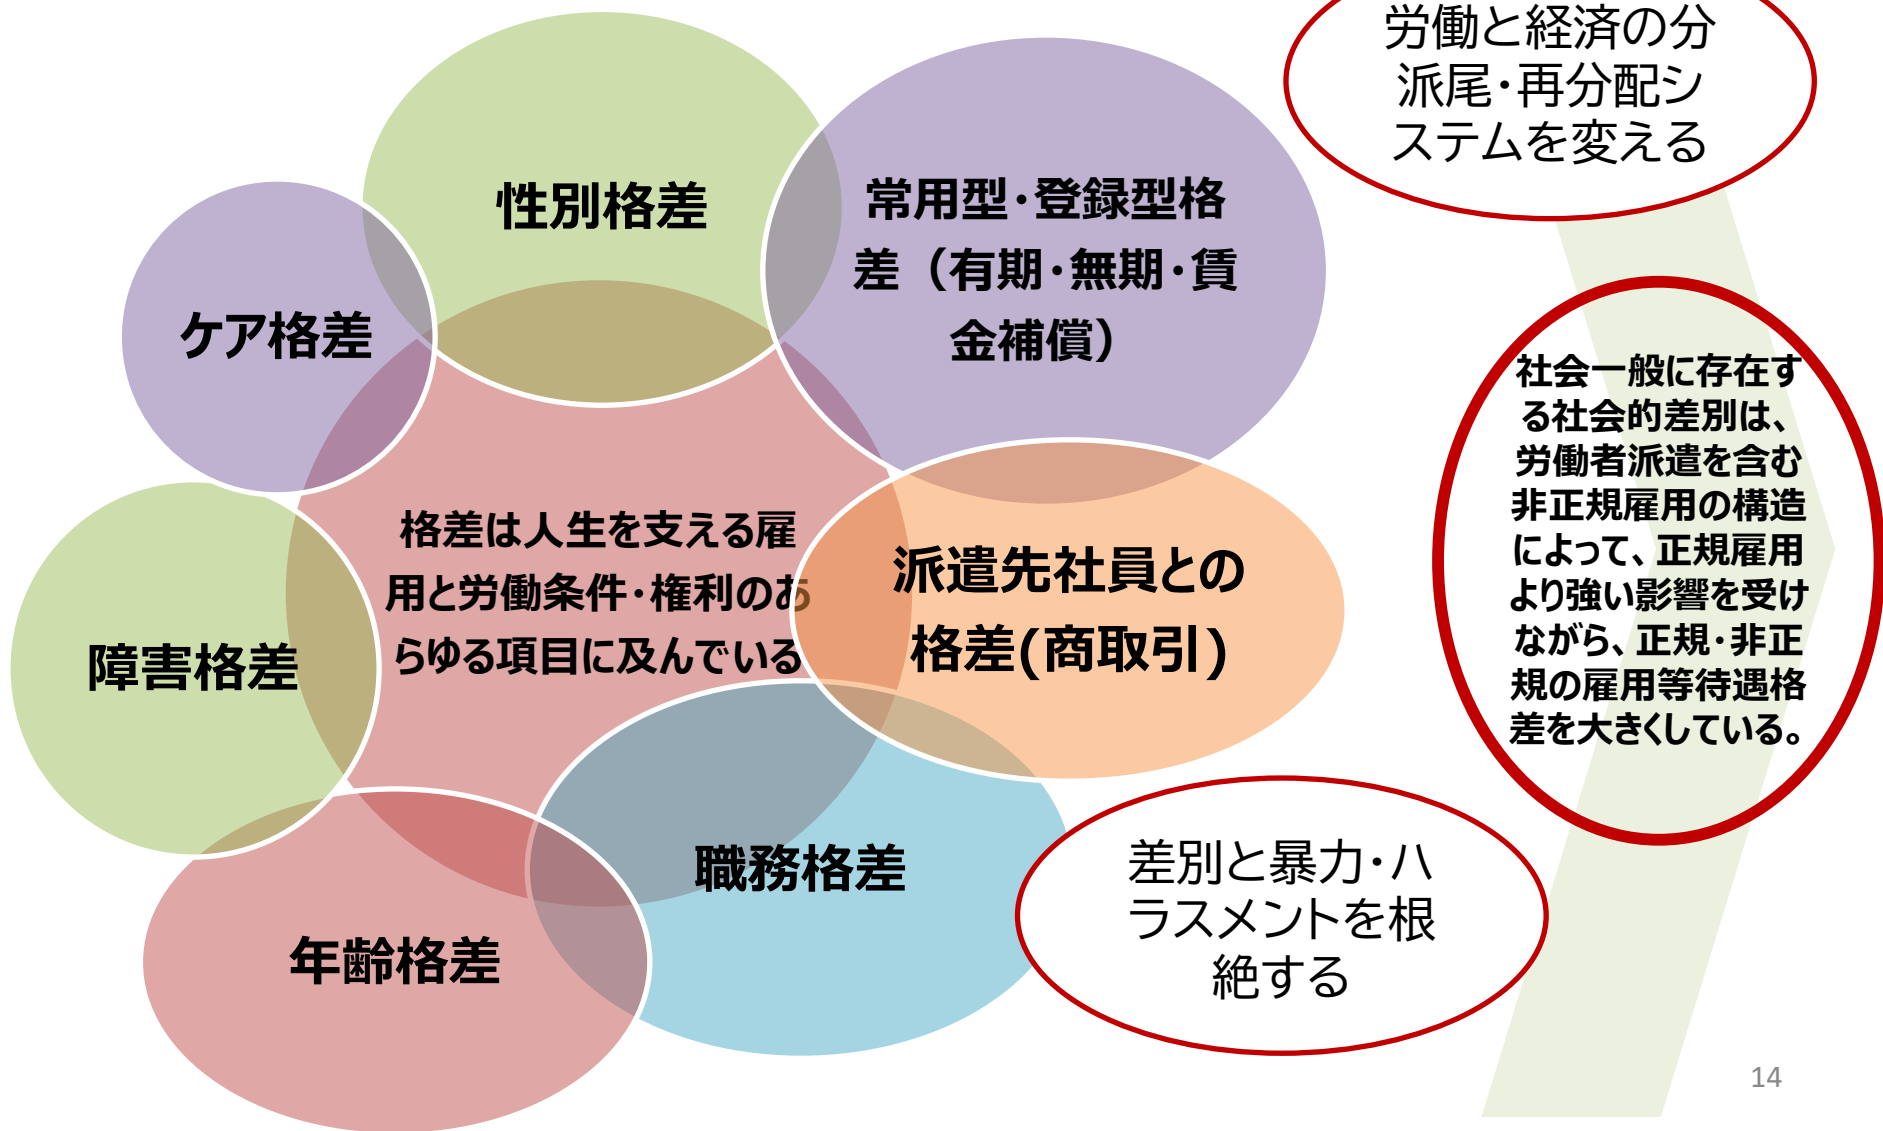 労働と経済の分
派尾・再分配シ
ステムを変える
性別格差
常用型・登録型格
差（有期・無期・賃
金補償）
ケア格差
格差は人生を支える雇
用と労働条件・権利のあ
らゆる項目に及んでいる
派遣先社員との
格差(商取引)
障害格差
職務格差
年齢格差
社会一般に存在す
る社会的差別は、
労働者派遣を含む
非正規雇用の構造
によって、正規雇用
より強い影響を受け
ながら、正規・非正
規の雇用等待遇格
差を大きくしている。
差別と暴力・ハ
ラスメントを根
絶する
14